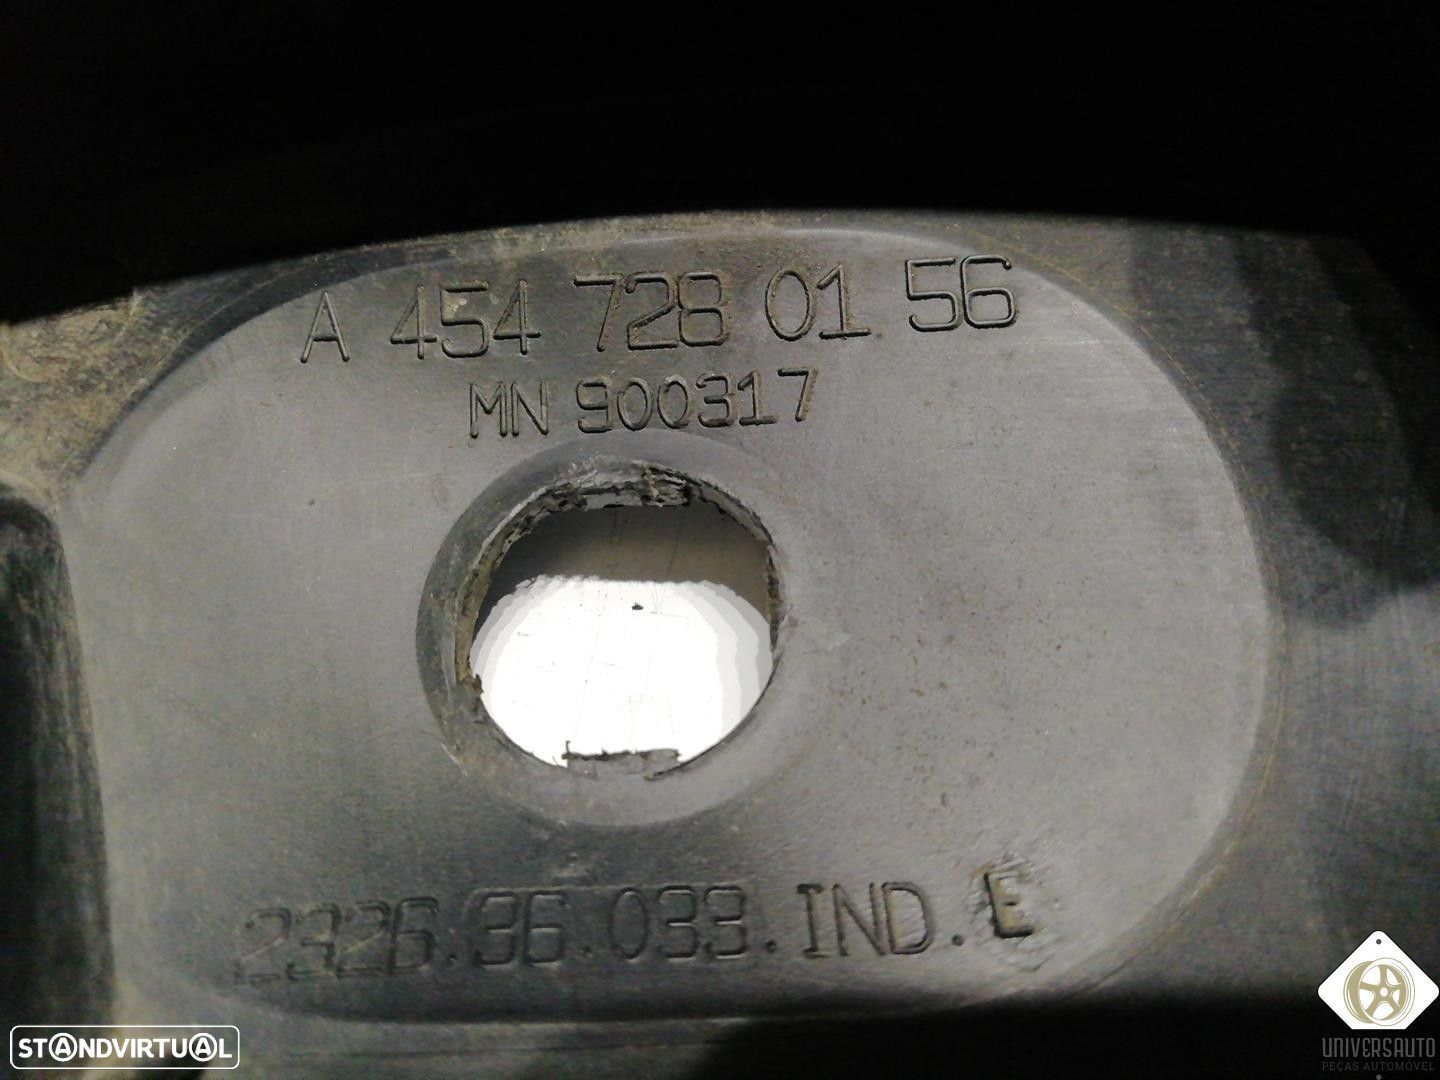 A 454 728 01 56
MN 900317
2326.36.033.IND.E
STANDVIRTUAL
UNIVERSAUTO
PEÇAS AUTOMÓVEL